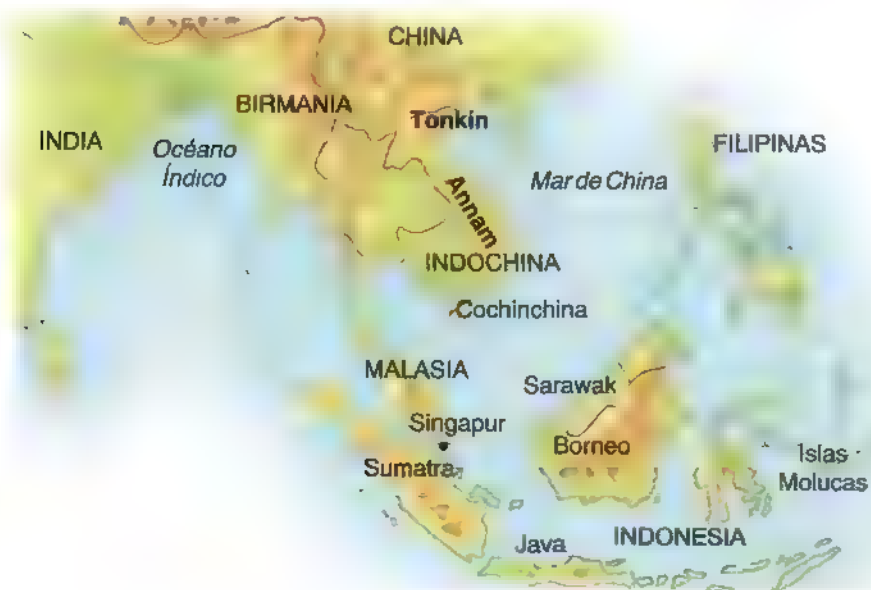 CHINA
BIRMANIA
Tonkín
INDIA
Océano
Índico
FILIPINAS
Mar de China
Annam
INDOCHINA
Cochinchina
MALASIA
Sarawak
Singapur
Borneo
Islas
Molucas
Sumatra
Java
INDONESIA